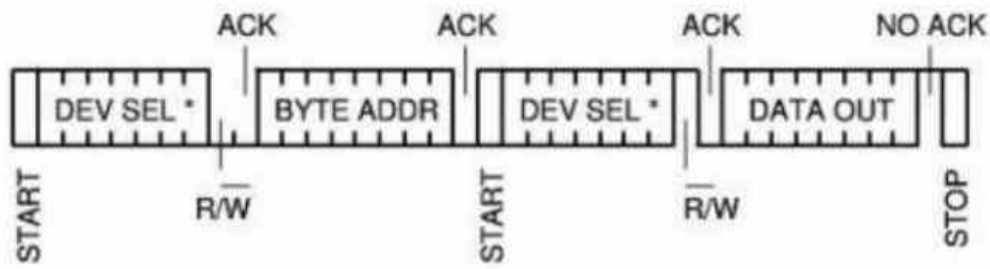 ACK ACK ACK NO ACK
DEV SEL * BYTE ADDR DEV SEL * DATA OUT
START R/W̅ START R̅/W STOP